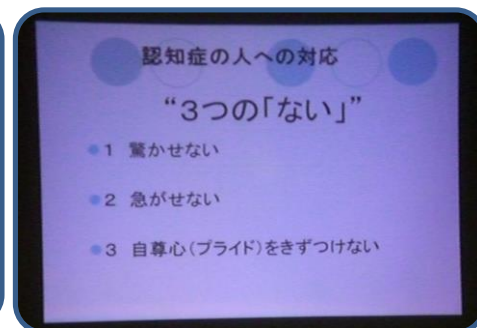 認知症の人への対応
“3つの「ない」”
1 驚かせない
2 急がせない
3 自尊心(プライド)をきずつけない